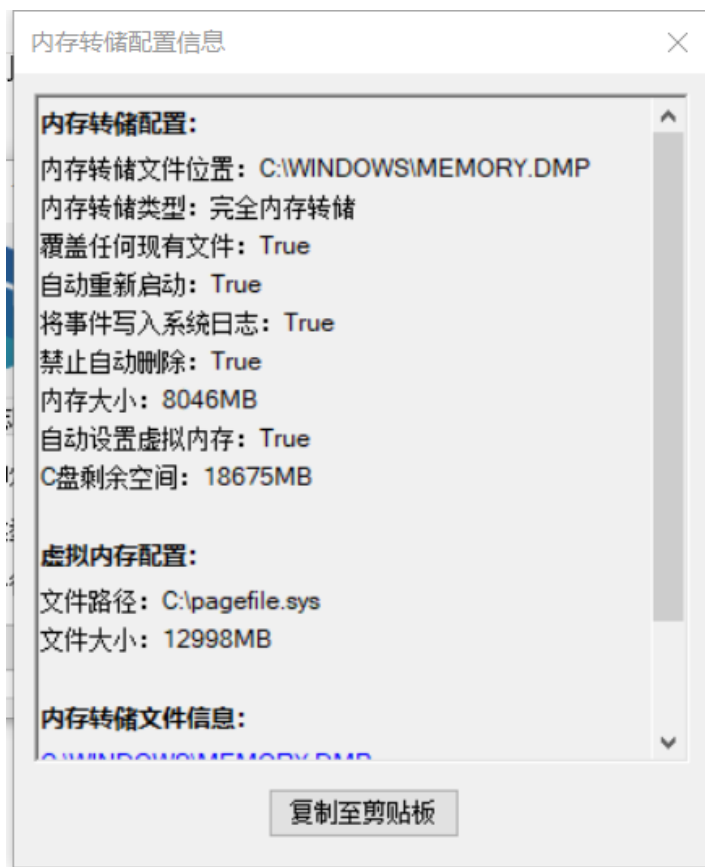 内存转储配置信息
内存转储配置：
内存转储文件位置：C:\WINDOWS\MEMORY.DMP
内存转储类型：完全内存转储
覆盖任何现有文件：True
自动重新启动：True
将事件写入系统日志：True
禁止自动删除：True
内存大小：8046MB
自动设置虚拟内存：True
C盘剩余空间：18675MB
虚拟内存配置：
文件路径：C:\pagefile.sys
文件大小：12998MB
内存转储文件信息：
C:\WINDOWS\MEMORY.DMP
复制至剪贴板